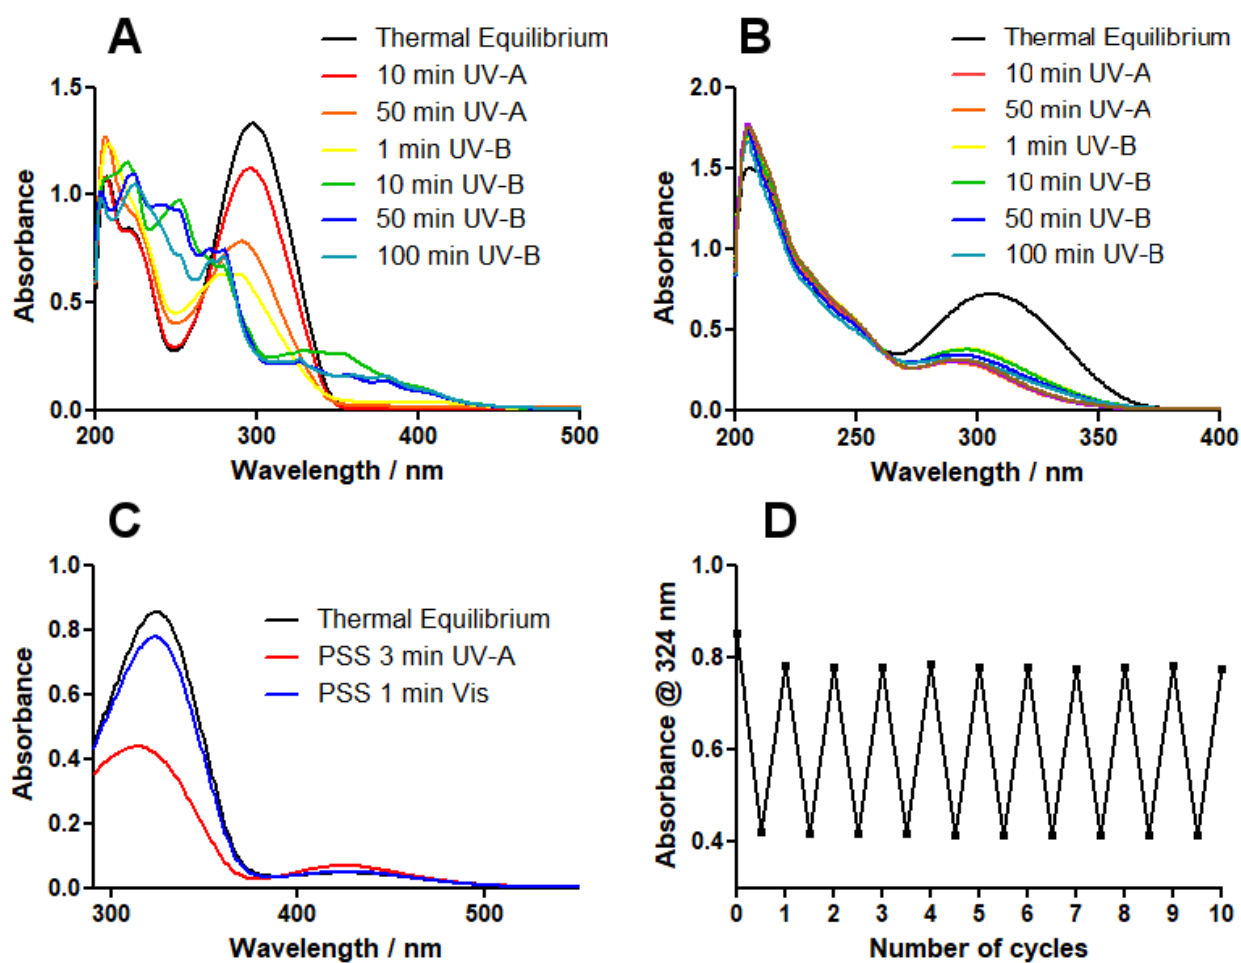 A
Thermal Equilibrium
10 min UV-A
50 min UV-A
1 min UV-B
10 min UV-B
50 min UV-B
100 min UV-B
1.5
1.0
0.5
0.0
Absorbance
200 300 400 500
Wavelength / nm
B
Thermal Equilibrium
10 min UV-A
50 min UV-A
1 min UV-B
10 min UV-B
50 min UV-B
100 min UV-B
2.0
1.5
1.0
0.5
0.0
Absorbance
200 250 300 350 400
Wavelength / nm
C
Thermal Equilibrium
PSS 3 min UV-A
PSS 1 min Vis
1.0
0.8
0.6
0.4
0.2
0.0
Absorbance
300 400 500
Wavelength / nm
D
1.0
0.8
0.6
0.4
Absorbance @ 324 nm
0 1 2 3 4 5 6 7 8 9 10
Number of cycles